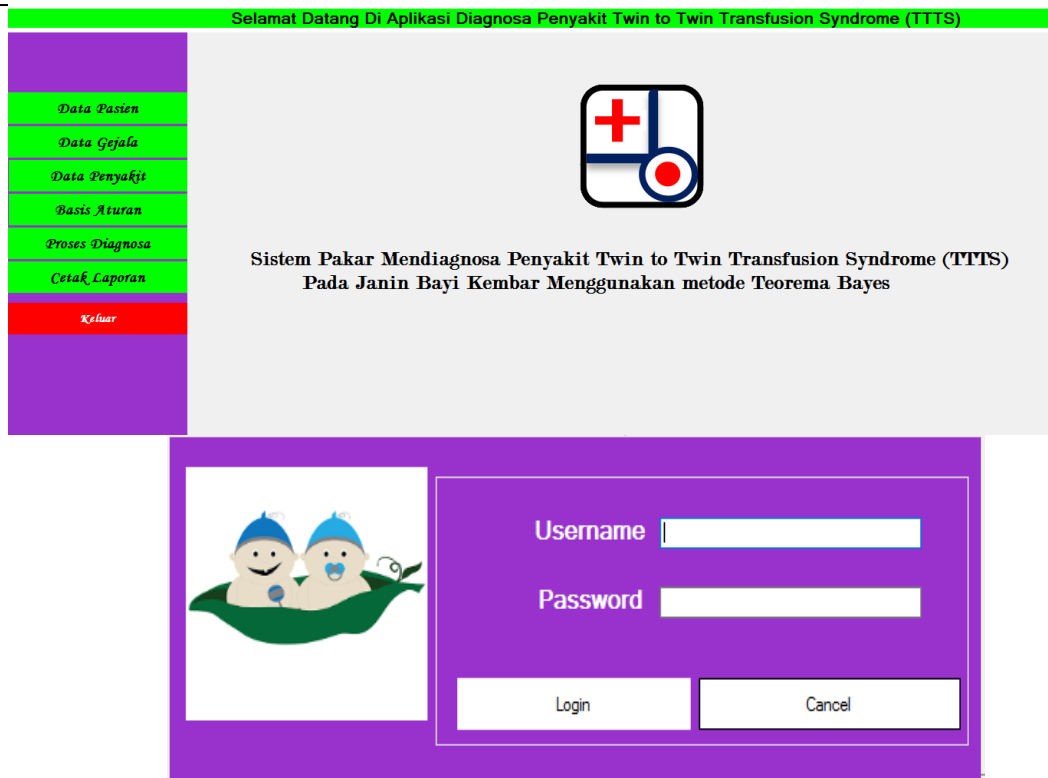 Selamat Datang Di Aplikasi Diagnosa Penyakit Twin to Twin Transfusion Syndrome (TTTS)
Data Pasien
Data Gejala
Data Penyakit
Basis Aturan
Proses Diagnosa
Cetak Laporan
Keluar
Sistem Pakar Mendiagnosa Penyakit Twin to Twin Transfusion Syndrome (TTTS)
Pada Janin Bayi Kembar Menggunakan metode Teorema Bayes
Username
Password
Login
Cancel